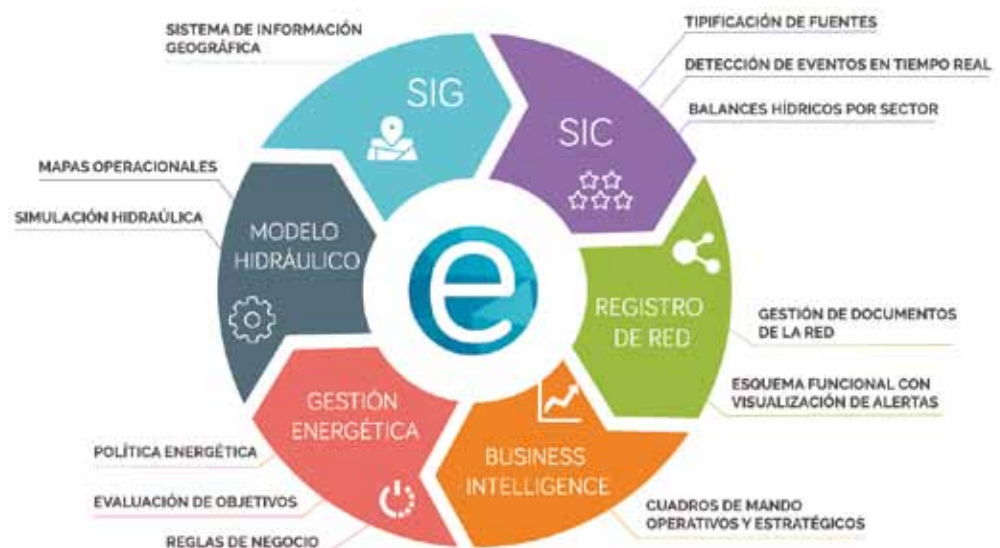 SISTEMA DE INFORMACIÓN
GEOGRÁFICA
SIG
TIPIFICACIÓN DE FUENTES
DETECCIÓN DE EVENTOS EN TIEMPO REAL
BALANCES HÍDRICOS POR SECTOR
SIC
MAPAS OPERACIONALES
SIMULACIÓN HIDRAÚLICA
MODELO
HIDRÁULICO
e
REGISTRO
DE RED
GESTIÓN DE DOCUMENTOS
DE LA RED
ESQUEMA FUNCIONAL CON
VISUALIZACIÓN DE ALERTAS
GESTIÓN
ENERGÉTICA
POLÍTICA ENERGÉTICA
EVALUACIÓN DE OBJETIVOS
REGLAS DE NEGOCIO
BUSINESS
INTELLIGENCE
CUADROS DE MANDO
OPERATIVOS Y ESTRATÉGICOS